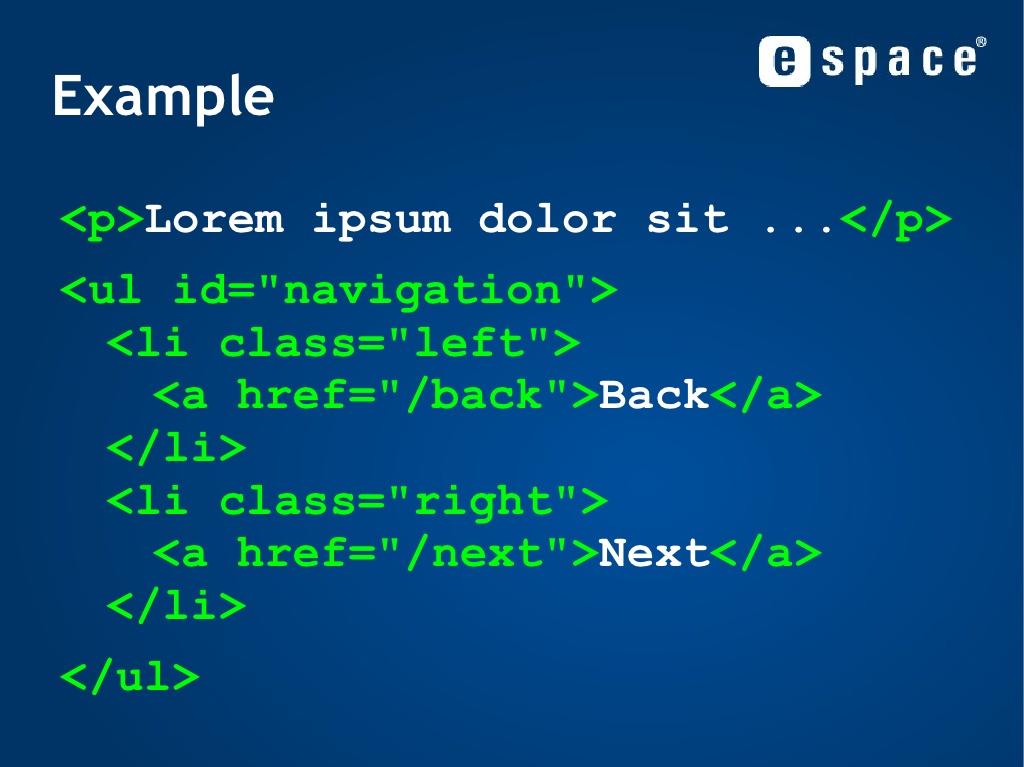 e space®
Example
<p>Lorem ipsum dolor sit ...</p>
<ul id="navigation">
<li class="left">
<a href="/back">Back</a>
</li>
<li class="right">
<a href="/next">Next</a>
</li>
</ul>